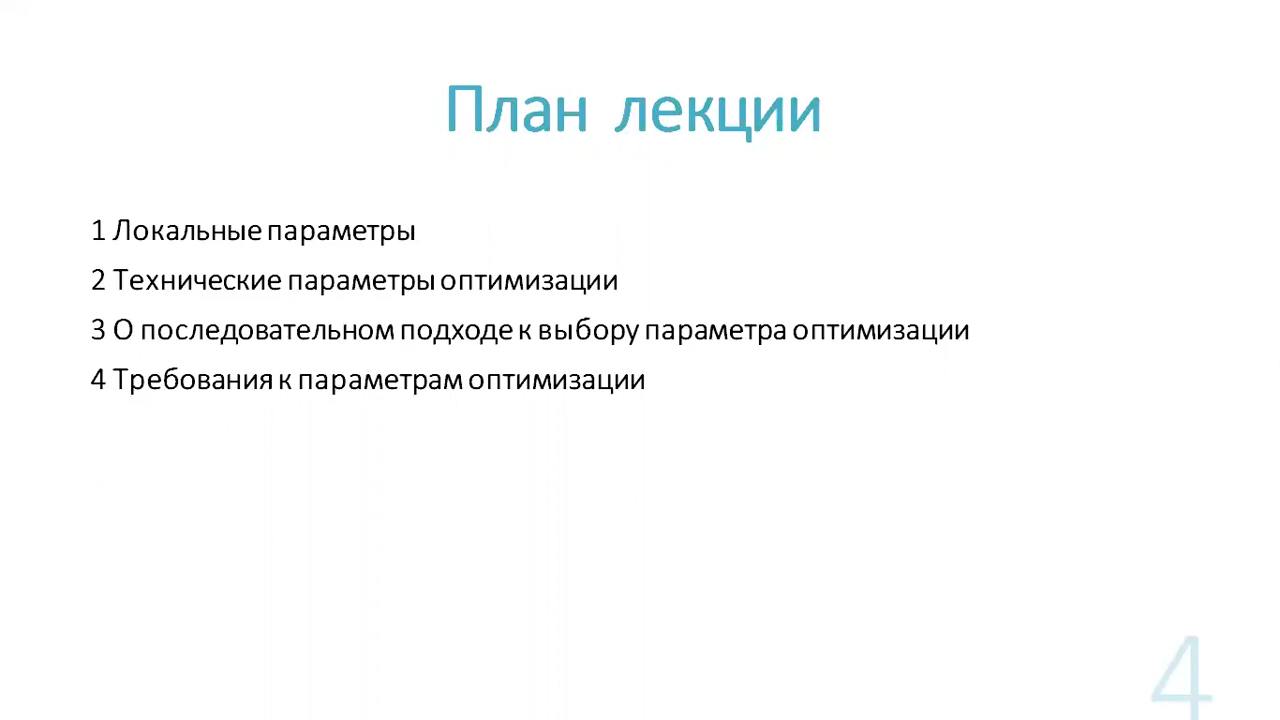 План лекции
1 Локальные параметры
2 Технические параметры оптимизации
3 О последовательном подходе к выбору параметра оптимизации
4 Требования к параметрам оптимизации
4